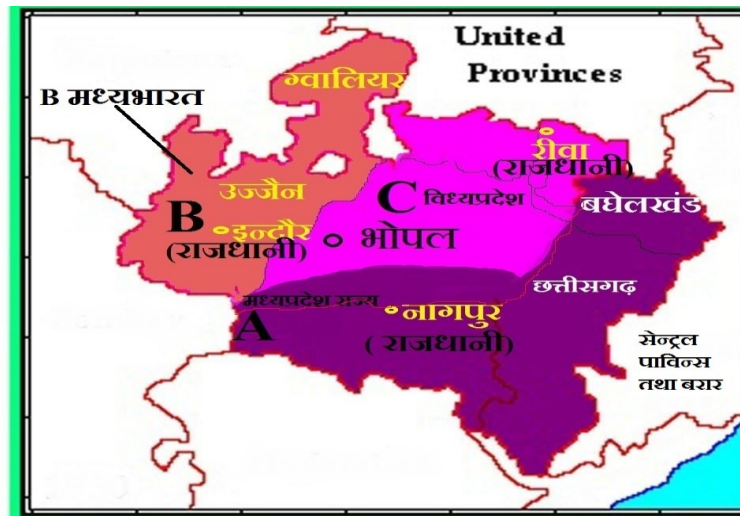 United
Provinces
ग्वालियर
B मध्यभारत
रीवा
(राजधानी)
उज्जैन
C विध्यप्रदेश
बघेलखंड
B
इन्दौर
(राजधानी)
भोपल
छत्तीसगढ़
मध्यप्रदेश राज्य
A
नागपुर
( राजधानी)
सेन्ट्रल
पाविन्स
तथा बरार